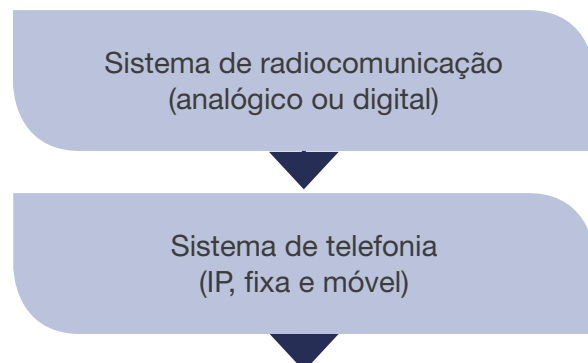 Sistema de radiocomunicação
(analógico ou digital)
Sistema de telefonia
(IP, fixa e móvel)